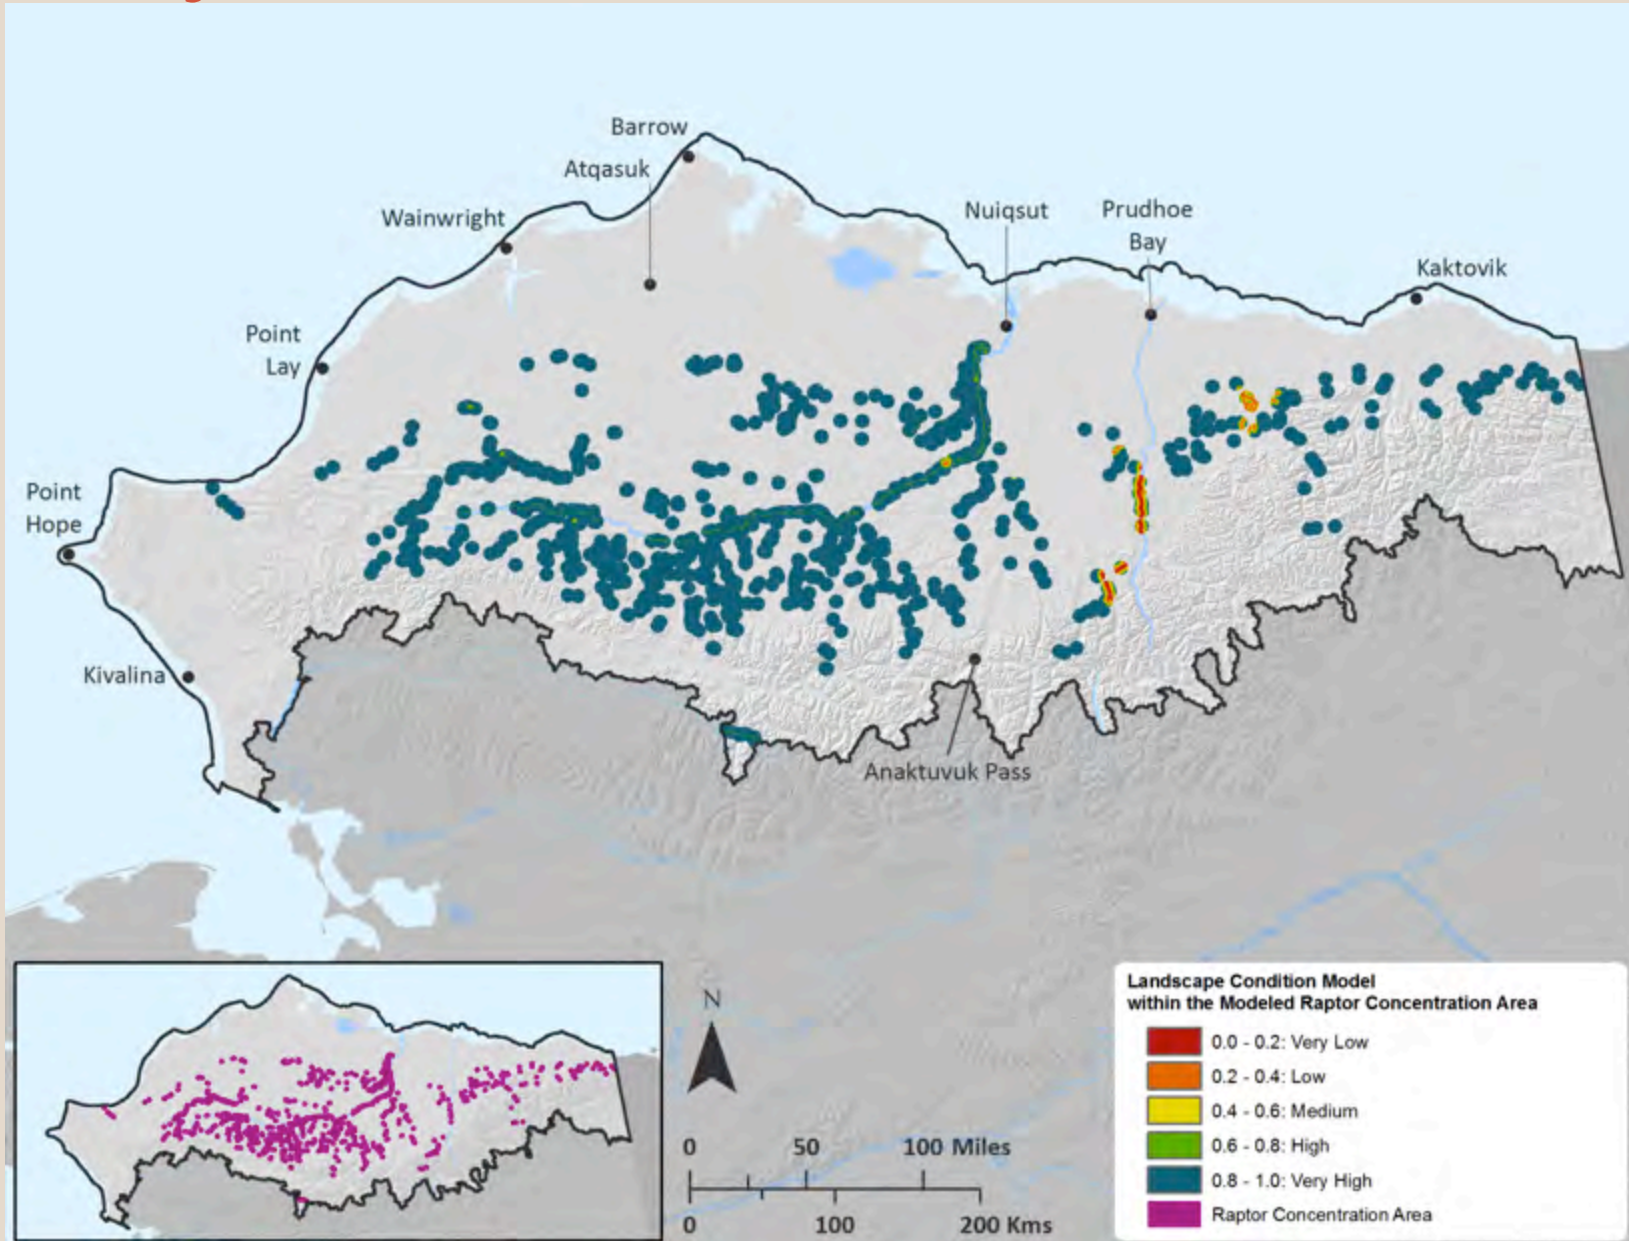 Barrow
Atqasuk
Wainwright
Nuiqsut
Prudhoe
Bay
Kaktovik
Point
Lay
Point
Hope
Kivalina
Anaktuvuk Pass
N
0 50 100 Miles
0 100 200 Kms
Landscape Condition Model
within the Modeled Raptor Concentration Area
0.0 - 0.2: Very Low
0.2 - 0.4: Low
0.4 - 0.6: Medium
0.6 - 0.8: High
0.8 - 1.0: Very High
Raptor Concentration Area